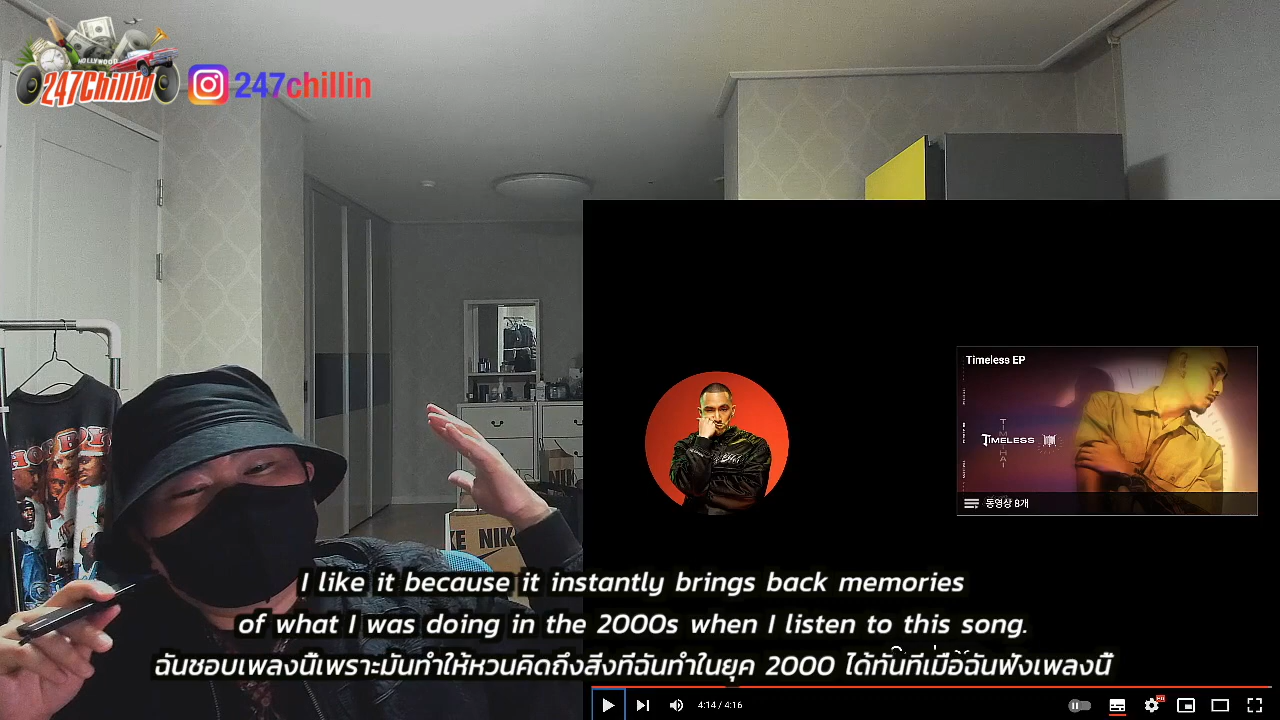 247Chillin
HOLLYWOOD
247chillin
HOT BOY
NIKE
NIK
Timeless EP
TIMELESS
동영상 8개
I like it because it instantly brings back memories
of what I was doing in the 2000s when I listen to this song.
ฉันชอบเพลงนี้เพราะมันทำให้หวนคิดถึงสิ่งที่ฉันทำในยุค 2000 ได้ทันทีเมื่อฉันฟังเพลงนี้
4:14 / 4:16